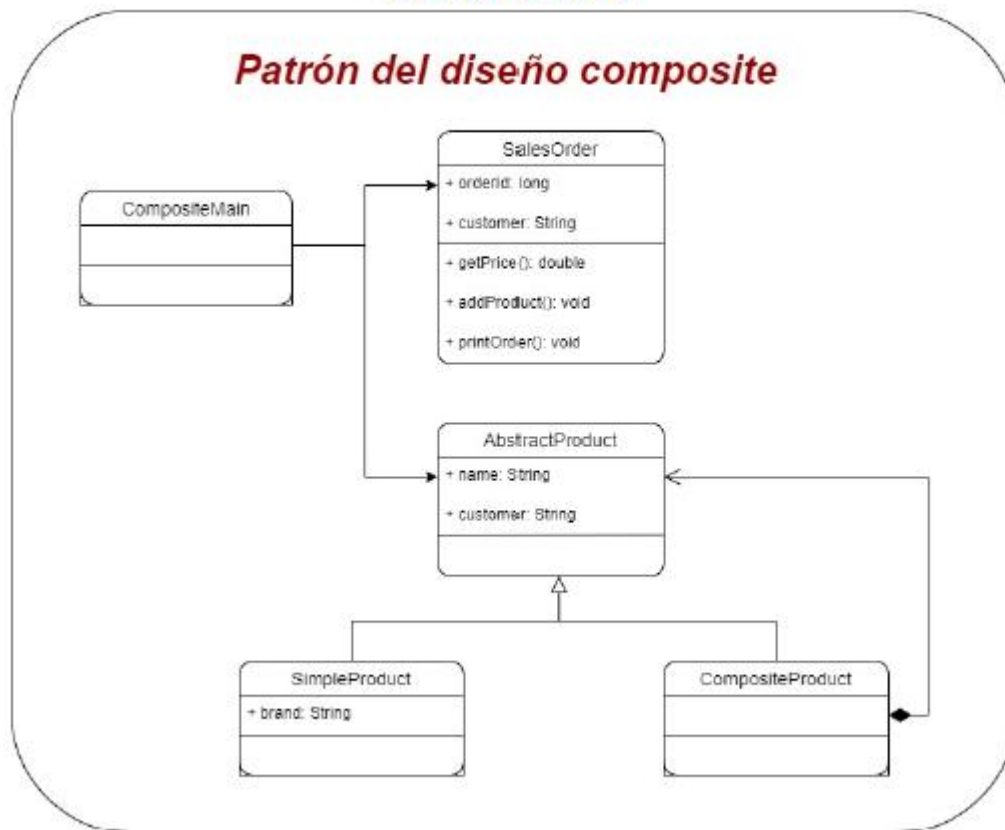 Patrón del diseño composite
SalesOrder
+ orderid: long
+ customer: String
+ getPrice(): double
+ addProduct(): void
+ printOrder(): void
CompositeMain
AbstractProduct
+ name: String
+ customer: String
SimpleProduct
+ brand: String
CompositeProduct